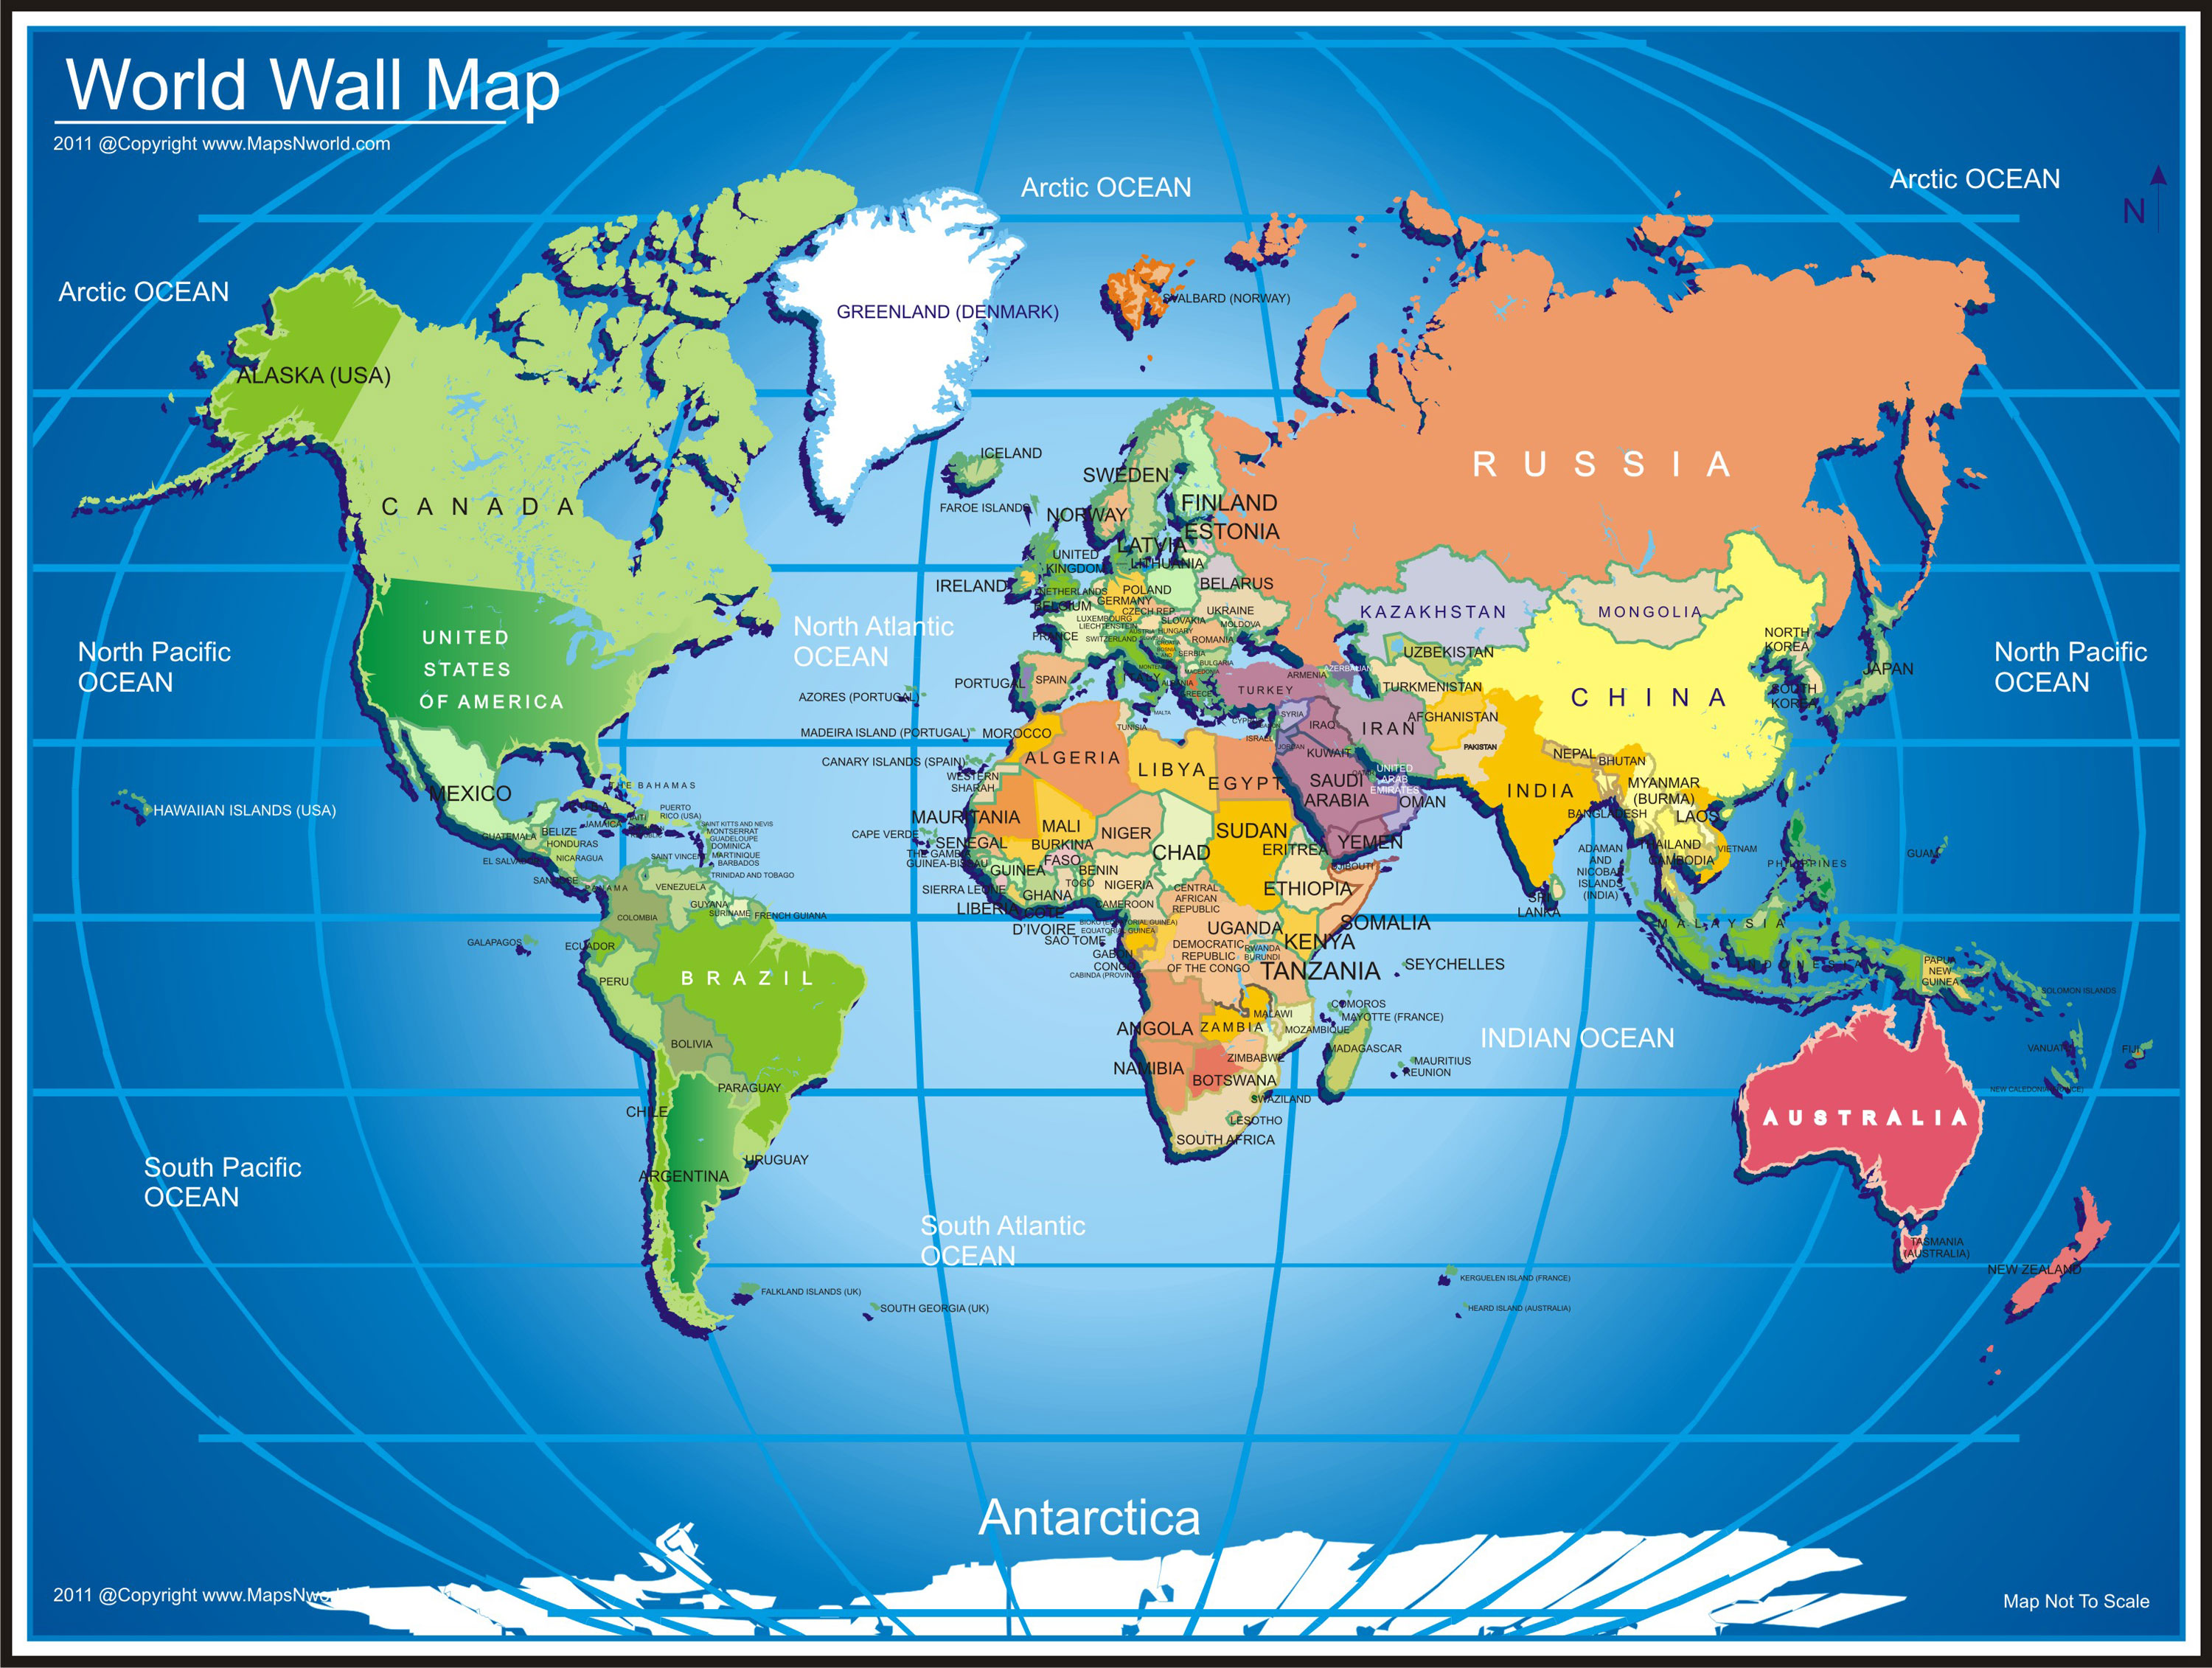 World Wall Map
2011 @Copyright www.MapsNworld.com
Arctic OCEAN
Arctic OCEAN
N
Arctic OCEAN
GREENLAND (DENMARK)
SVALBARD (NORWAY)
ALASKA (USA)
RUSSIA
CANADA
ICELAND
SWEDEN
FINLAND
FAROE ISLANDS
NORWAY
ESTONIA
LATVIA
UNITED
KINGDOM
LITHUANIA
IRELAND
NETHERLANDS
POLAND
BELARUS
GERMANY
BELGIUM
CZECH REP.
UKRAINE
LUXEMBOURG
SLOVAKIA
LIECHTENSTEIN
MOLDOVA
AUSTRIA
HUNGARY
FRANCE
SWITZERLAND
ROMANIA
SERBIA
BULGARIA
MACEDONIA
ALBANIA
GREECE
PORTUGAL
SPAIN
MALTA
KAZAKHSTAN
MONGOLIA
UZBEKISTAN
TURKMENISTAN
AZERBAIJAN
ARMENIA
TURKEY
CYPRUS
SYRIA
ISRAEL
JORDAN
IRAQ
IRAN
KUWAIT
AFGHANISTAN
PAKISTAN
CHINA
NORTH
KOREA
SOUTH
KOREA
JAPAN
UNITED
STATES
OF AMERICA
North Pacific
OCEAN
North Atlantic
OCEAN
North Pacific
OCEAN
AZORES (PORTUGAL)
MADEIRA ISLAND (PORTUGAL)
MOROCCO
TUNISIA
CANARY ISLANDS (SPAIN)
ALGERIA
LIBYA
EGYPT
WESTERN
SHARAH
SAUDI
ARABIA
UNITED
ARAB
EMIRATES
OMAN
YEMEN
NEPAL
BHUTAN
INDIA
BANGLADESH
MYANMAR
(BURMA)
LAOS
THAILAND
VIETNAM
CAMBODIA
PHILIPPINES
GUAM
ADAMAN
AND
NICOBAR
ISLANDS
(INDIA)
SRI
LANKA
MALAYSIA
INDONESIA
PAPUA
NEW
GUINEA
SOLOMON ISLANDS
HAWAIIAN ISLANDS (USA)
MEXICO
THE BAHAMAS
CUBA
JAMAICA
HAITI
PUERTO
RICO (USA)
SAINT KITTS AND NEVIS
MONTSERRAT
GUADELOUPE
DOMINICA
MARTINIQUE
SAINT VINCENT
BARBADOS
TRINIDAD AND TOBAGO
GUATEMALA
BELIZE
HONDURAS
EL SALVADOR
NICARAGUA
SAN JOSE
PANAMA
VENEZUELA
GUYANA
SURINAME
FRENCH GUIANA
COLOMBIA
GALAPAGOS
ECUADOR
PERU
BRAZIL
BOLIVIA
PARAGUAY
CHILE
URUGUAY
ARGENTINA
MAURITANIA
CAPE VERDE
SENEGAL
THE GAMBIA
GUINEA-BISSAU
MALI
BURKINA
FASO
NIGER
CHAD
SUDAN
ERITREA
DJIBOUTI
GUINEA
BENIN
TOGO
NIGERIA
SIERRA LEONE
GHANA
LIBERIA
COTE
D'IVOIRE
CAMEROON
CENTRAL
AFRICAN
REPUBLIC
ETHIOPIA
SOMALIA
BIOKO (EQUATORIAL GUINEA)
EQUATORIAL GUINEA
SAO TOME
GABON
CONGO
CABINDA (PROVINCE)
UGANDA
KENYA
DEMOCRATIC
REPUBLIC
OF THE CONGO
RWANDA
BURUNDI
TANZANIA
SEYCHELLES
COMOROS
MAYOTTE (FRANCE)
ANGOLA
ZAMBIA
MALAWI
MOZAMBIQUE
MADAGASCAR
MAURITIUS
REUNION
ZIMBABWE
NAMIBIA
BOTSWANA
SWAZILAND
LESOTHO
SOUTH AFRICA
INDIAN OCEAN
VANUATU
FIJI
NEW CALEDONIA (FRANCE)
AUSTRALIA
TASMANIA
(AUSTRALIA)
NEW ZEALAND
South Pacific
OCEAN
South Atlantic
OCEAN
FALKLAND ISLANDS (UK)
SOUTH GEORGIA (UK)
KERGUELEN ISLAND (FRANCE)
HEARD ISLAND (AUSTRALIA)
Antarctica
2011 @Copyright www.MapsNwo
Map Not To Scale